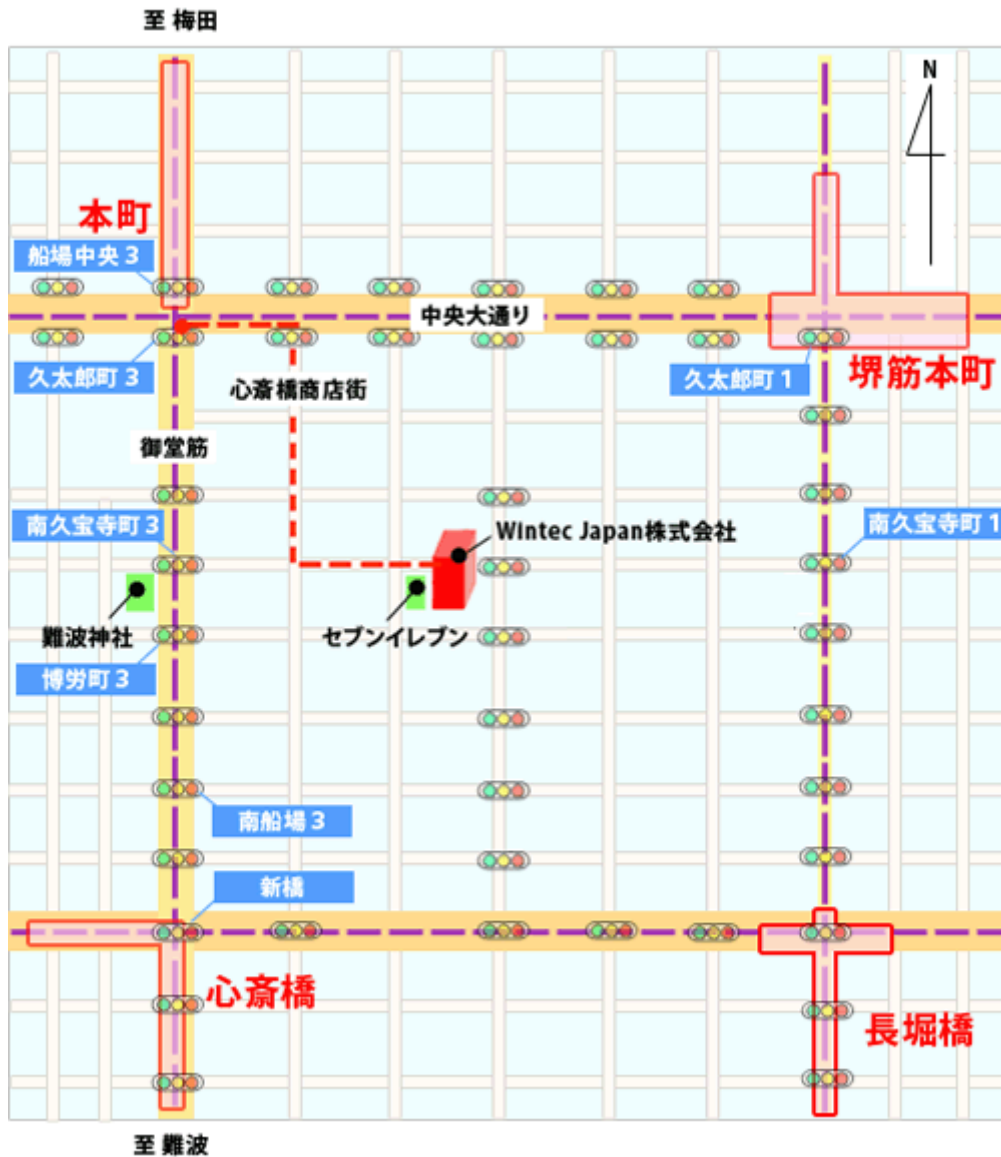 至 梅田
N
本町
船場中央 3
中央大通り
久太郎町 3
心斎橋商店街
久太郎町 1
堺筋本町
御堂筋
南久宝寺町 3
Wintec Japan株式会社
南久宝寺町 1
難波神社
セブンイレブン
博労町 3
南船場 3
新橋
心斎橋
長堀橋
至 難波